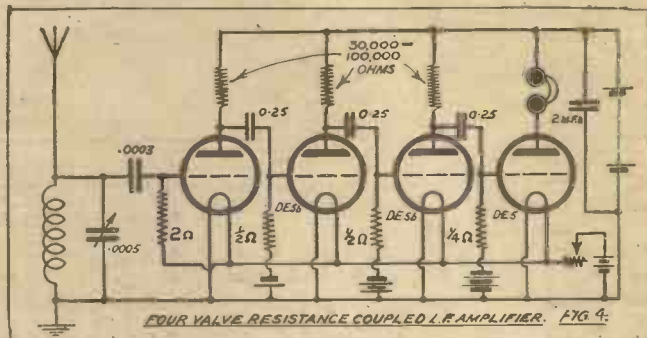 30,000 –
100,000
OHMS
0.25
0.25
0.25
.0003
2 M.F.D.
.0005
2Ω
½Ω
DE5b
½Ω
DE5b
¼Ω
DE5
FOUR VALVE RESISTANCE COUPLED L.F. AMPLIFIER. FIG 4.